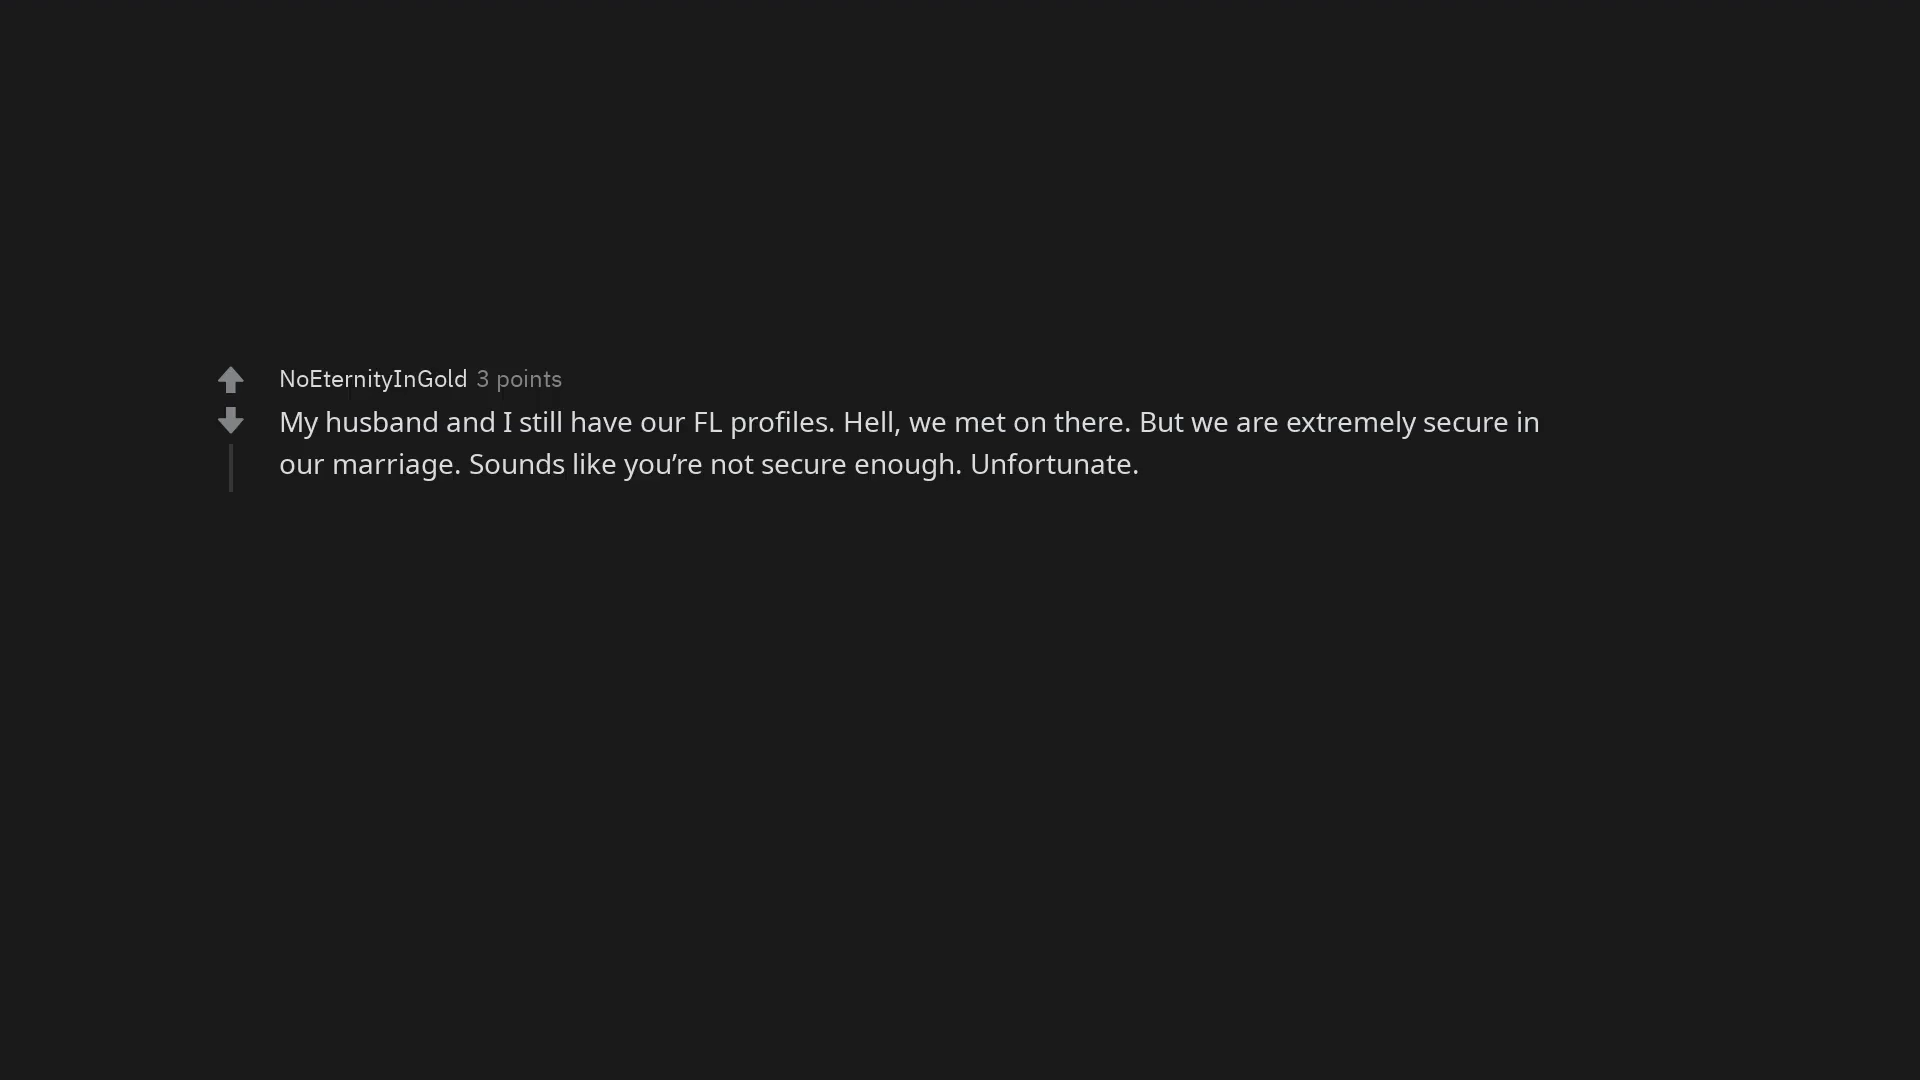 NoEternityInGold 3 points
My husband and I still have our FL profiles. Hell, we met on there. But we are extremely secure in
our marriage. Sounds like you’re not secure enough. Unfortunate.